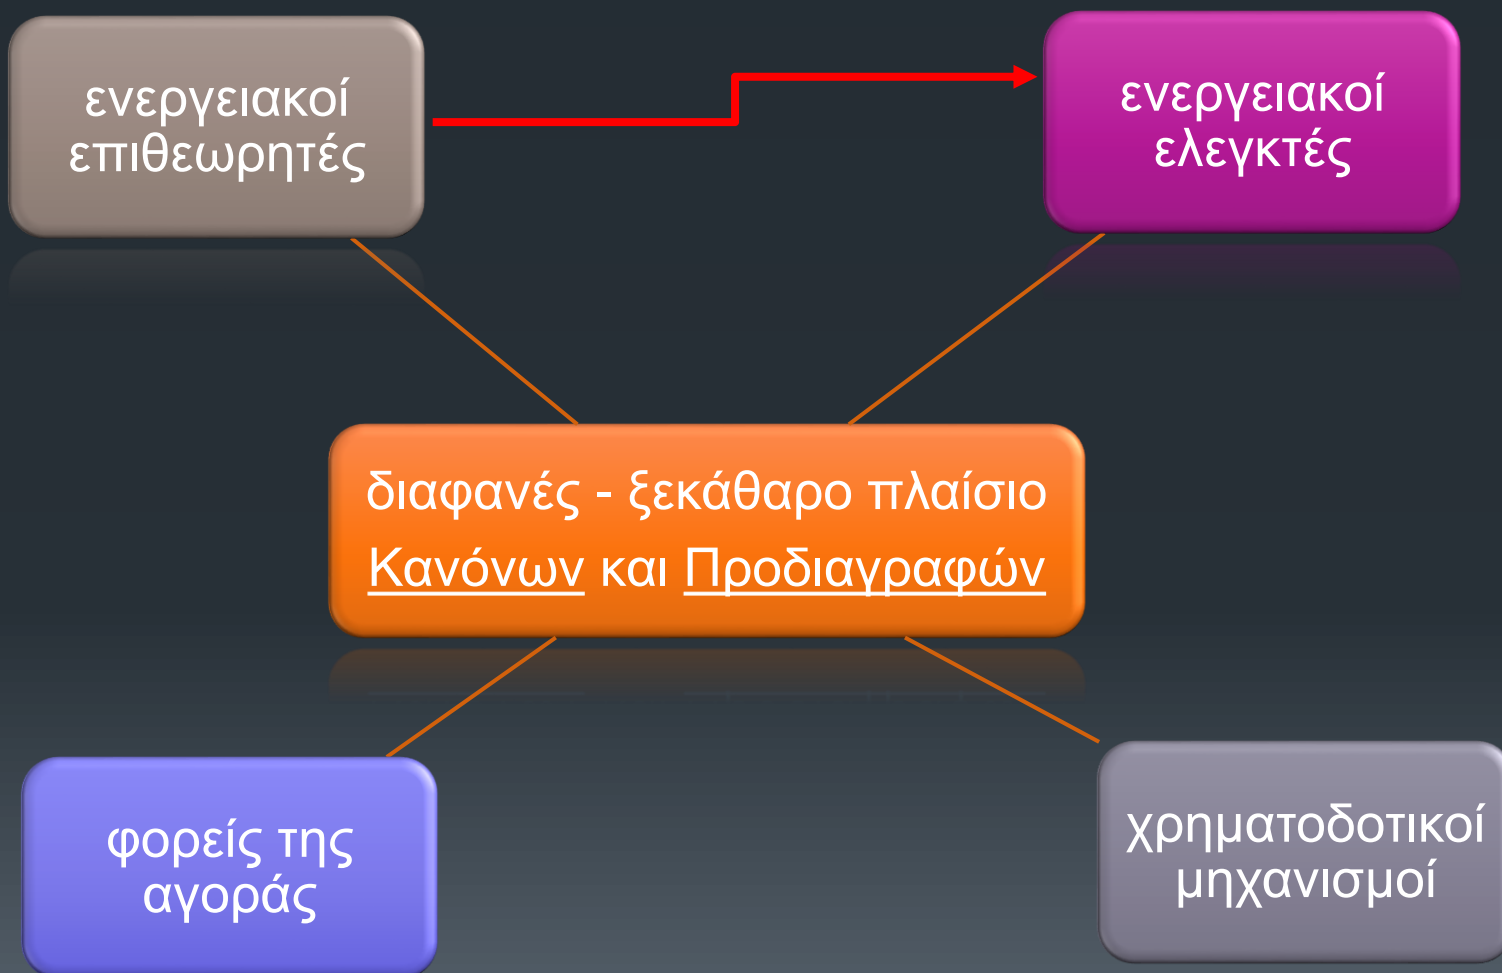 ενεργειακοί
επιθεωρητές
ενεργειακοί
ελεγκτές
διαφανές - ξεκάθαρο πλαίσιο
Κανόνων και Προδιαγραφών
φορείς της
αγοράς
χρηματοδοτικοί
μηχανισμοί